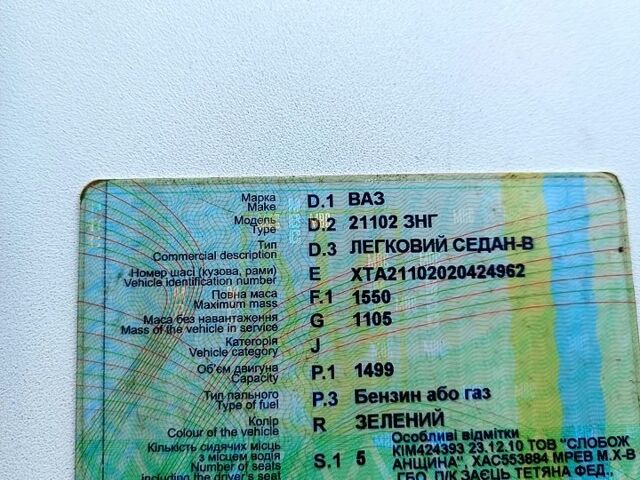 Марка D.1 ВАЗ
Make
Модель D.2 21102 ЗНГ
Type
Тип D.3 ЛЕГКОВИЙ СЕДАН-В
Commercial description
Номер шасі (кузова, рами) E XTA21102020424962
Vehicle identification number
Повна маса F.1 1550
Maximum mass
Маса без навантаження G 1105
Mass of the vehicle in service
Категорія J
Vehicle category
Об'єм двигуна P.1 1499
Capacity
Тип пального P.3 Бензин або газ
Type of fuel
Колір R ЗЕЛЕНИЙ
Colour of the vehicle
Кількість сидячих місць
з місцем водія S.1 5
Number of seats
including the driver's seat
Особливі відмітки
КІМ424393 23.12.10 ТОВ "СЛОБОЖ
АНЩИНА", ХАС553884 МРЕВ М.Х-В
ГБО, П/К ЗАЄЦЬ ТЕТЯНА ФЕД.,